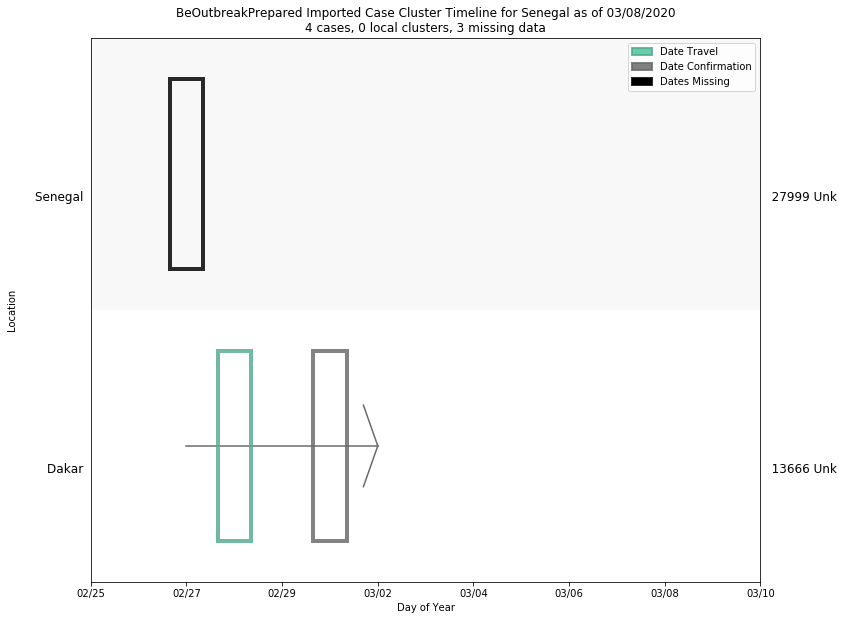 BeOutbreakPrepared Imported Case Cluster Timeline for Senegal as of 03/08/2020
4 cases, 0 local clusters, 3 missing data
Date Travel
Date Confirmation
Dates Missing
Senegal
27999 Unk
Location
Dakar
13666 Unk
02/25 02/27 02/29 03/02 03/04 03/06 03/08 03/10
Day of Year